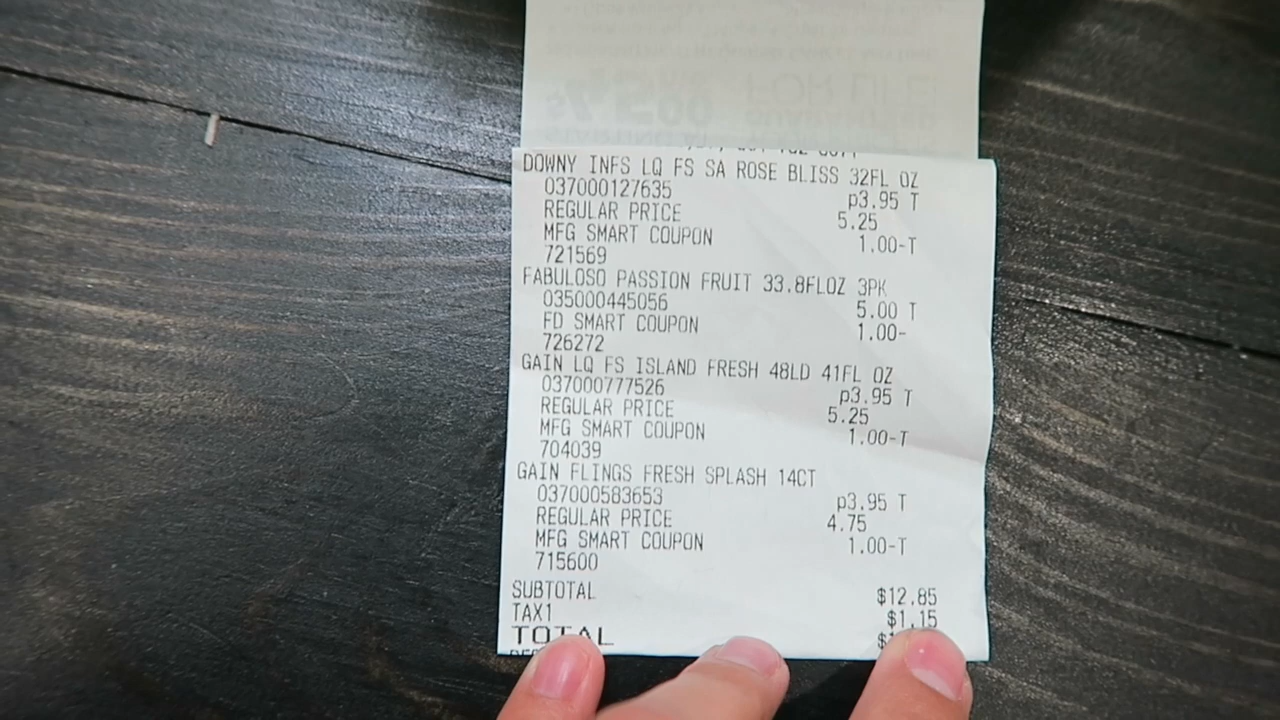 DOWNY INFS LQ FS SA ROSE BLISS 32FL OZ
037000127635 p3.95 T
REGULAR PRICE 5.25
MFG SMART COUPON 1.00-T
721569
FABULOSO PASSION FRUIT 33.8FLOZ 3PK
035000445056 5.00 T
FD SMART COUPON 1.00-
726272
GAIN LQ FS ISLAND FRESH 48LD 41FL OZ
037000777526 p3.95 T
REGULAR PRICE 5.25
MFG SMART COUPON 1.00-T
704039
GAIN FLINGS FRESH SPLASH 14CT
037000583653 p3.95 T
REGULAR PRICE 4.75
MFG SMART COUPON 1.00-T
715600
SUBTOTAL $12.85
TAX1 $1.15
TOTAL